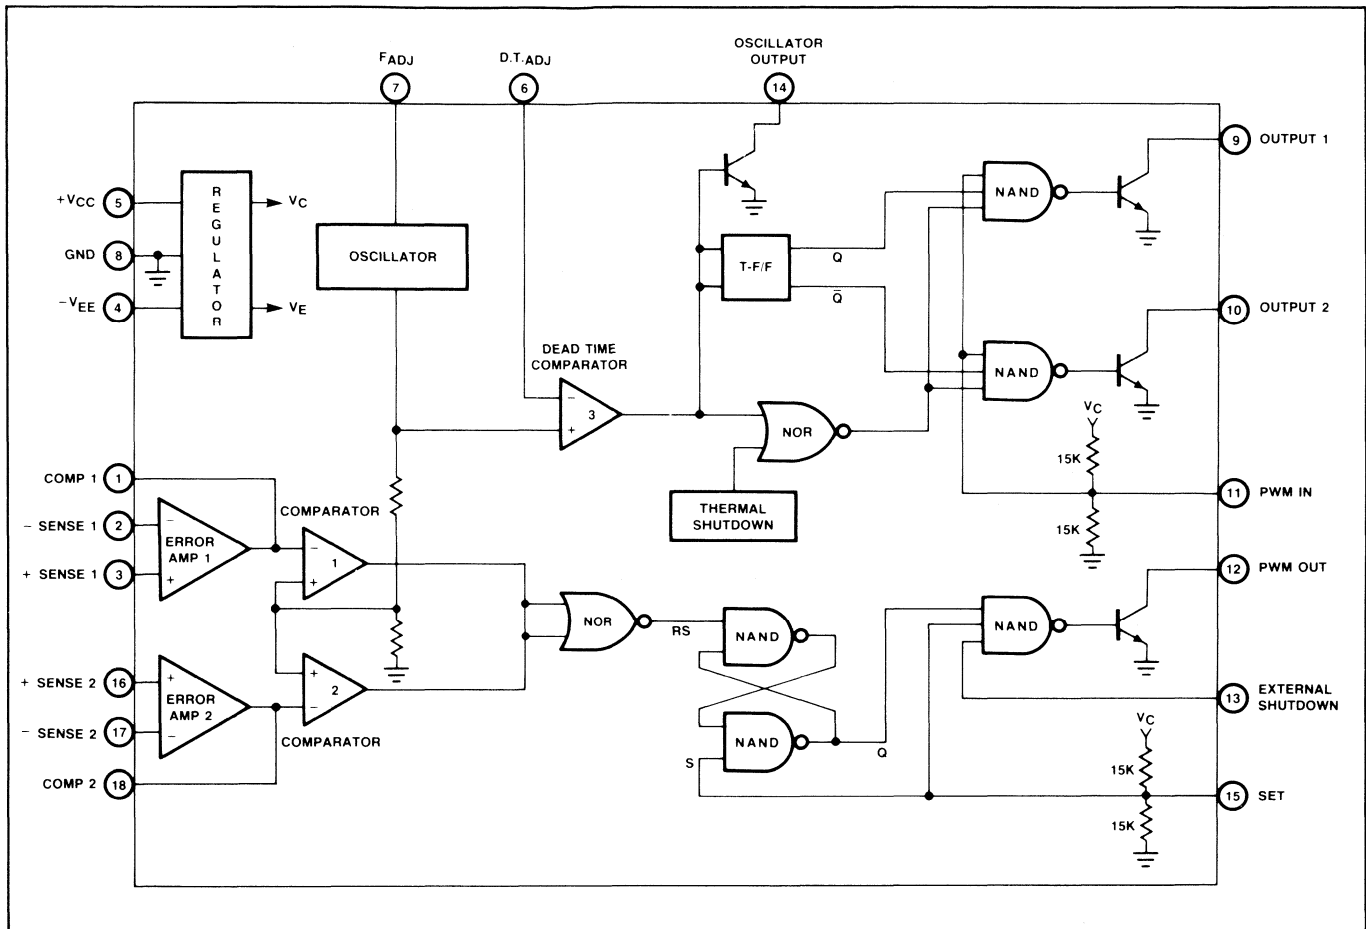 FADJ
7
D.T.ADJ
6
OSCILLATOR
OUTPUT
14
+VCC
5
GND
8
−VEE
4
REGULATOR
VC
VE
OSCILLATOR
T-F/F
Q
Q̄
NAND
9 OUTPUT 1
NAND
10 OUTPUT 2
DEAD TIME
COMPARATOR
−
3
+
NOR
THERMAL
SHUTDOWN
VC
15K
15K
11 PWM IN
COMP 1 1
− SENSE 1 2
+ SENSE 1 3
−
ERROR
AMP 1
+
COMPARATOR
−
1
+
+ SENSE 2 16
− SENSE 2 17
COMP 2 18
+
ERROR
AMP 2
−
+
2
−
COMPARATOR
NOR
RS
NAND
NAND
S
Q
NAND
12 PWM OUT
13 EXTERNAL
SHUTDOWN
VC
15K
15K
15 SET